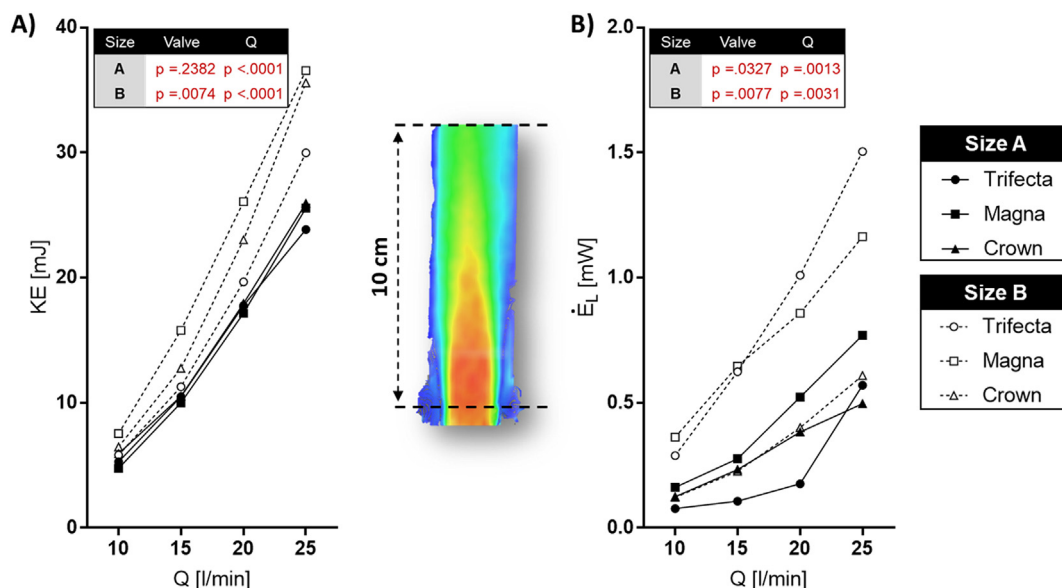 A)
Size Valve Q
A p =.2382 p <.0001
B p =.0074 p <.0001
40
30
20
10
0
KE [mJ]
10 15 20 25
Q [l/min]
10 cm
B)
Size Valve Q
A p =.0327 p =.0013
B p =.0077 p =.0031
2.0
1.5
1.0
0.5
0.0
ĖL [mW]
10 15 20 25
Q [l/min]
Size A
Trifecta
Magna
Crown
Size B
Trifecta
Magna
Crown